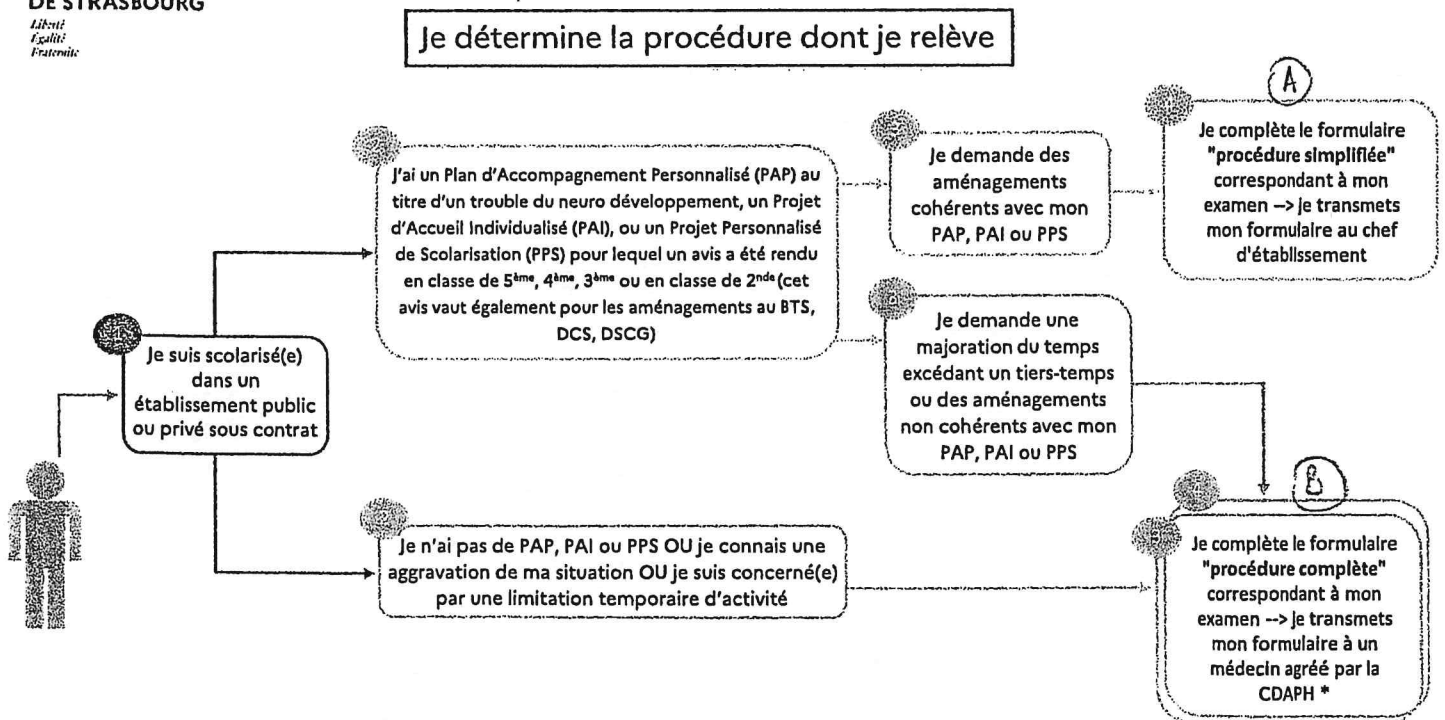 DE STRASBOURG
Liberté
Égalité
Fraternité
Je détermine la procédure dont je relève
J'ai un Plan d'Accompagnement Personnalisé (PAP) au
titre d'un trouble du neuro développement, un Projet
d'Accueil Individualisé (PAI), ou un Projet Personnalisé
de Scolarisation (PPS) pour lequel un avis a été rendu
en classe de 5ème, 4ème, 3ème ou en classe de 2nde (cet
avis vaut également pour les aménagements au BTS,
DCS, DSCG)
Je demande des
aménagements
cohérents avec mon
PAP, PAI ou PPS
A
Je complète le formulaire
"procédure simplifiée"
correspondant à mon
examen --> je transmets
mon formulaire au chef
d'établissement
Je suis scolarisé(e)
dans un
établissement public
ou privé sous contrat
Je demande une
majoration du temps
excédant un tiers-temps
ou des aménagements
non cohérents avec mon
PAP, PAI ou PPS
Je n'ai pas de PAP, PAI ou PPS OU je connais une
aggravation de ma situation OU je suis concerné(e)
par une limitation temporaire d'activité
B
Je complète le formulaire
"procédure complète"
correspondant à mon
examen --> je transmets
mon formulaire à un
médecin agréé par la
CDAPH *